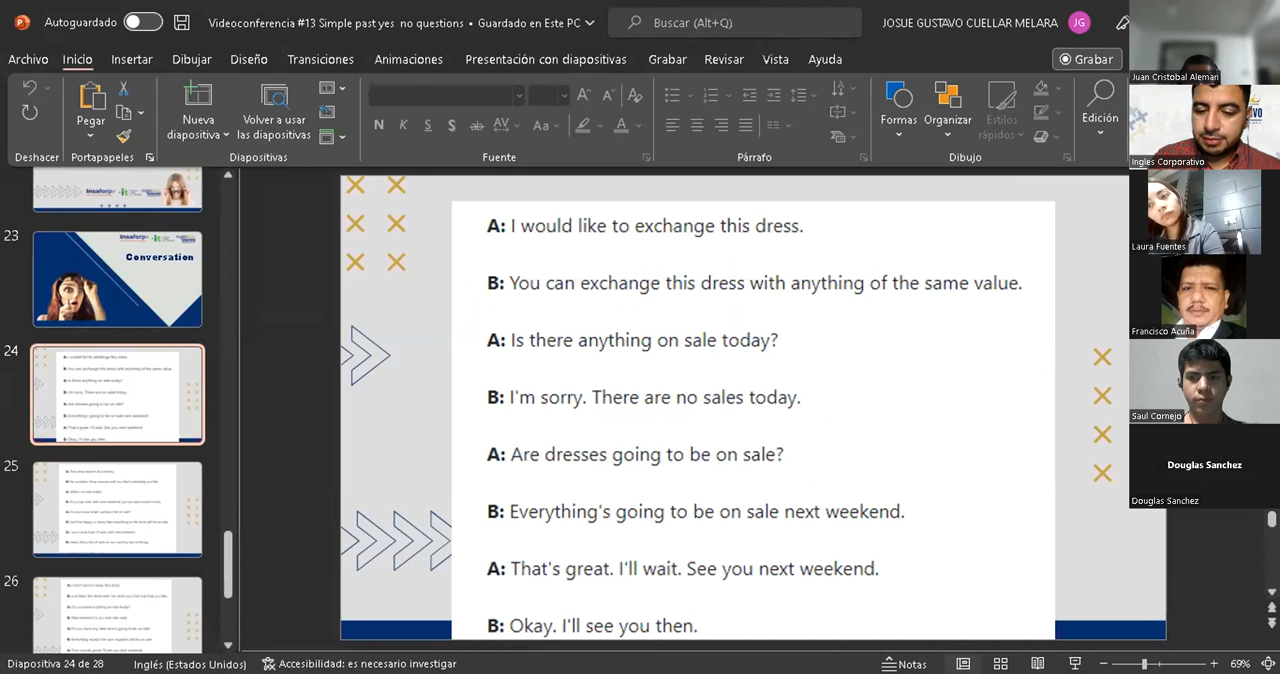 Autoguardado
Videoconferencia #13 Simple past yes no questions • Guardado en Este PC
Buscar (Alt+Q)
JOSUE GUSTAVO CUELLAR MELARA
JG
Archivo Inicio Insertar Dibujar Diseño Transiciones Animaciones Presentación con diapositivas Grabar Revisar Vista Ayuda
Grabar
Pegar
Nueva diapositiva
Volver a usar las diapositivas
N K S S ab AV Aa A
Formas
Organizar
Estilos rápidos
Edición
Deshacer Portapapeles Diapositivas Fuente Párrafo Dibujo
23
Insaforp
Conversation
24
25
26
A: I would like to exchange this dress.
B: You can exchange this dress with anything of the same value.
A: Is there anything on sale today?
B: I'm sorry. There are no sales today.
A: Are dresses going to be on sale?
B: Everything's going to be on sale next weekend.
A: That's great. I'll wait. See you next weekend.
B: Okay. I'll see you then.
Juan Cristobal Aleman
Ingles Corporativo
Laura Fuentes
Francisco Acuña
Saul Cornejo
Douglas Sanchez
Douglas Sanchez
Diapositiva 24 de 28
Inglés (Estados Unidos)
Accesibilidad: es necesario investigar
Notas
69%